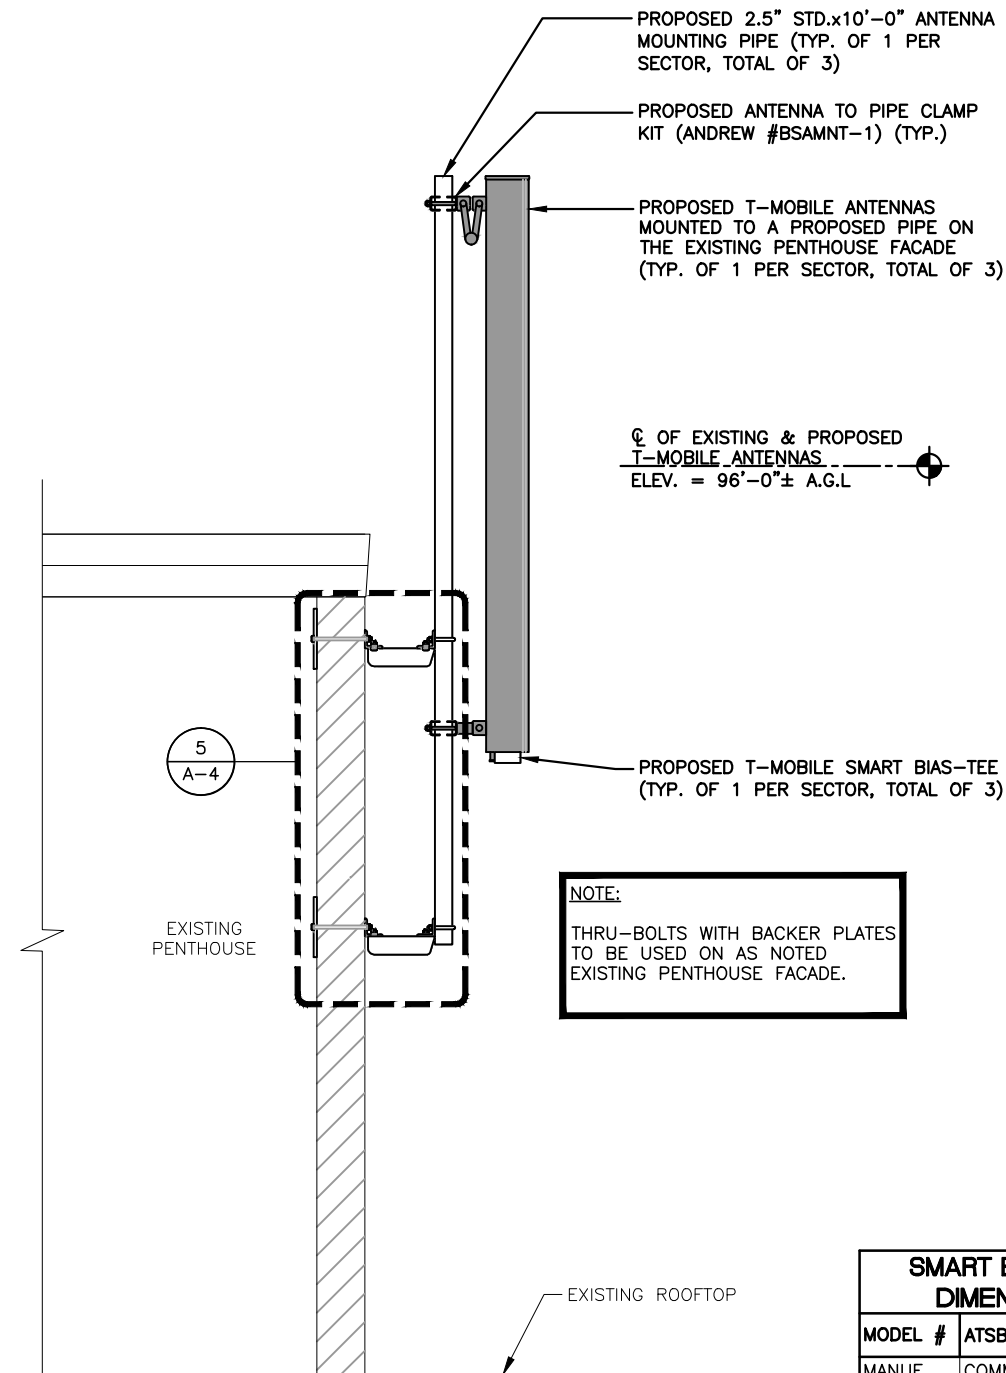 PROPOSED 2.5" STD.x10'-0" ANTENNA
MOUNTING PIPE (TYP. OF 1 PER
SECTOR, TOTAL OF 3)
PROPOSED ANTENNA TO PIPE CLAMP
KIT (ANDREW #BSAMNT-1) (TYP.)
PROPOSED T-MOBILE ANTENNAS
MOUNTED TO A PROPOSED PIPE ON
THE EXISTING PENTHOUSE FACADE
(TYP. OF 1 PER SECTOR, TOTAL OF 3)
℄ OF EXISTING & PROPOSED
T-MOBILE ANTENNAS
ELEV. = 96'-0"± A.G.L
5
A-4
PROPOSED T-MOBILE SMART BIAS-TEE
(TYP. OF 1 PER SECTOR, TOTAL OF 3)
NOTE:
THRU-BOLTS WITH BACKER PLATES
TO BE USED ON AS NOTED
EXISTING PENTHOUSE FACADE.
EXISTING
PENTHOUSE
EXISTING ROOFTOP
SMART
MODEL #